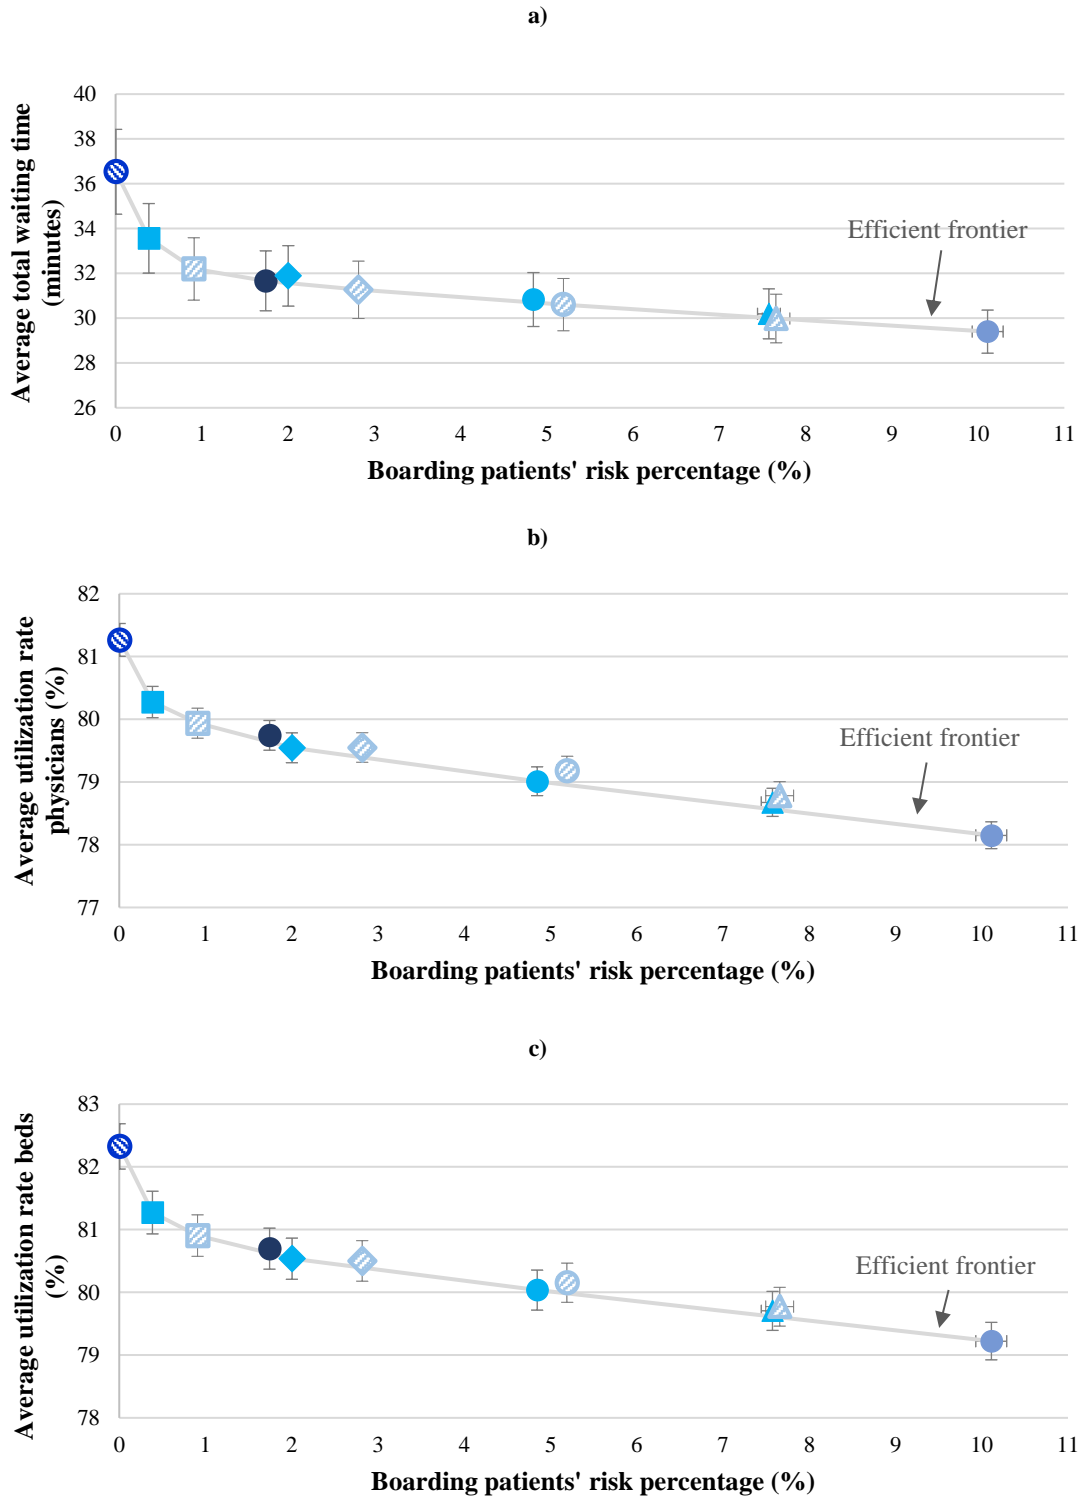 a)
Average total waiting time
(minutes)
40
38
36
34
32
30
28
26
Efficient frontier
0 1 2 3 4 5 6 7 8 9 10 11
Boarding patients' risk percentage (%)
b)
Average utilization rate
physicians (%)
82
81
80
79
78
77
Efficient frontier
0 1 2 3 4 5 6 7 8 9 10 11
Boarding patients' risk percentage (%)
c)
Average utilization rate beds
(%)
83
82
81
80
79
78
Efficient frontier
0 1 2 3 4 5 6 7 8 9 10 11
Boarding patients' risk percentage (%)